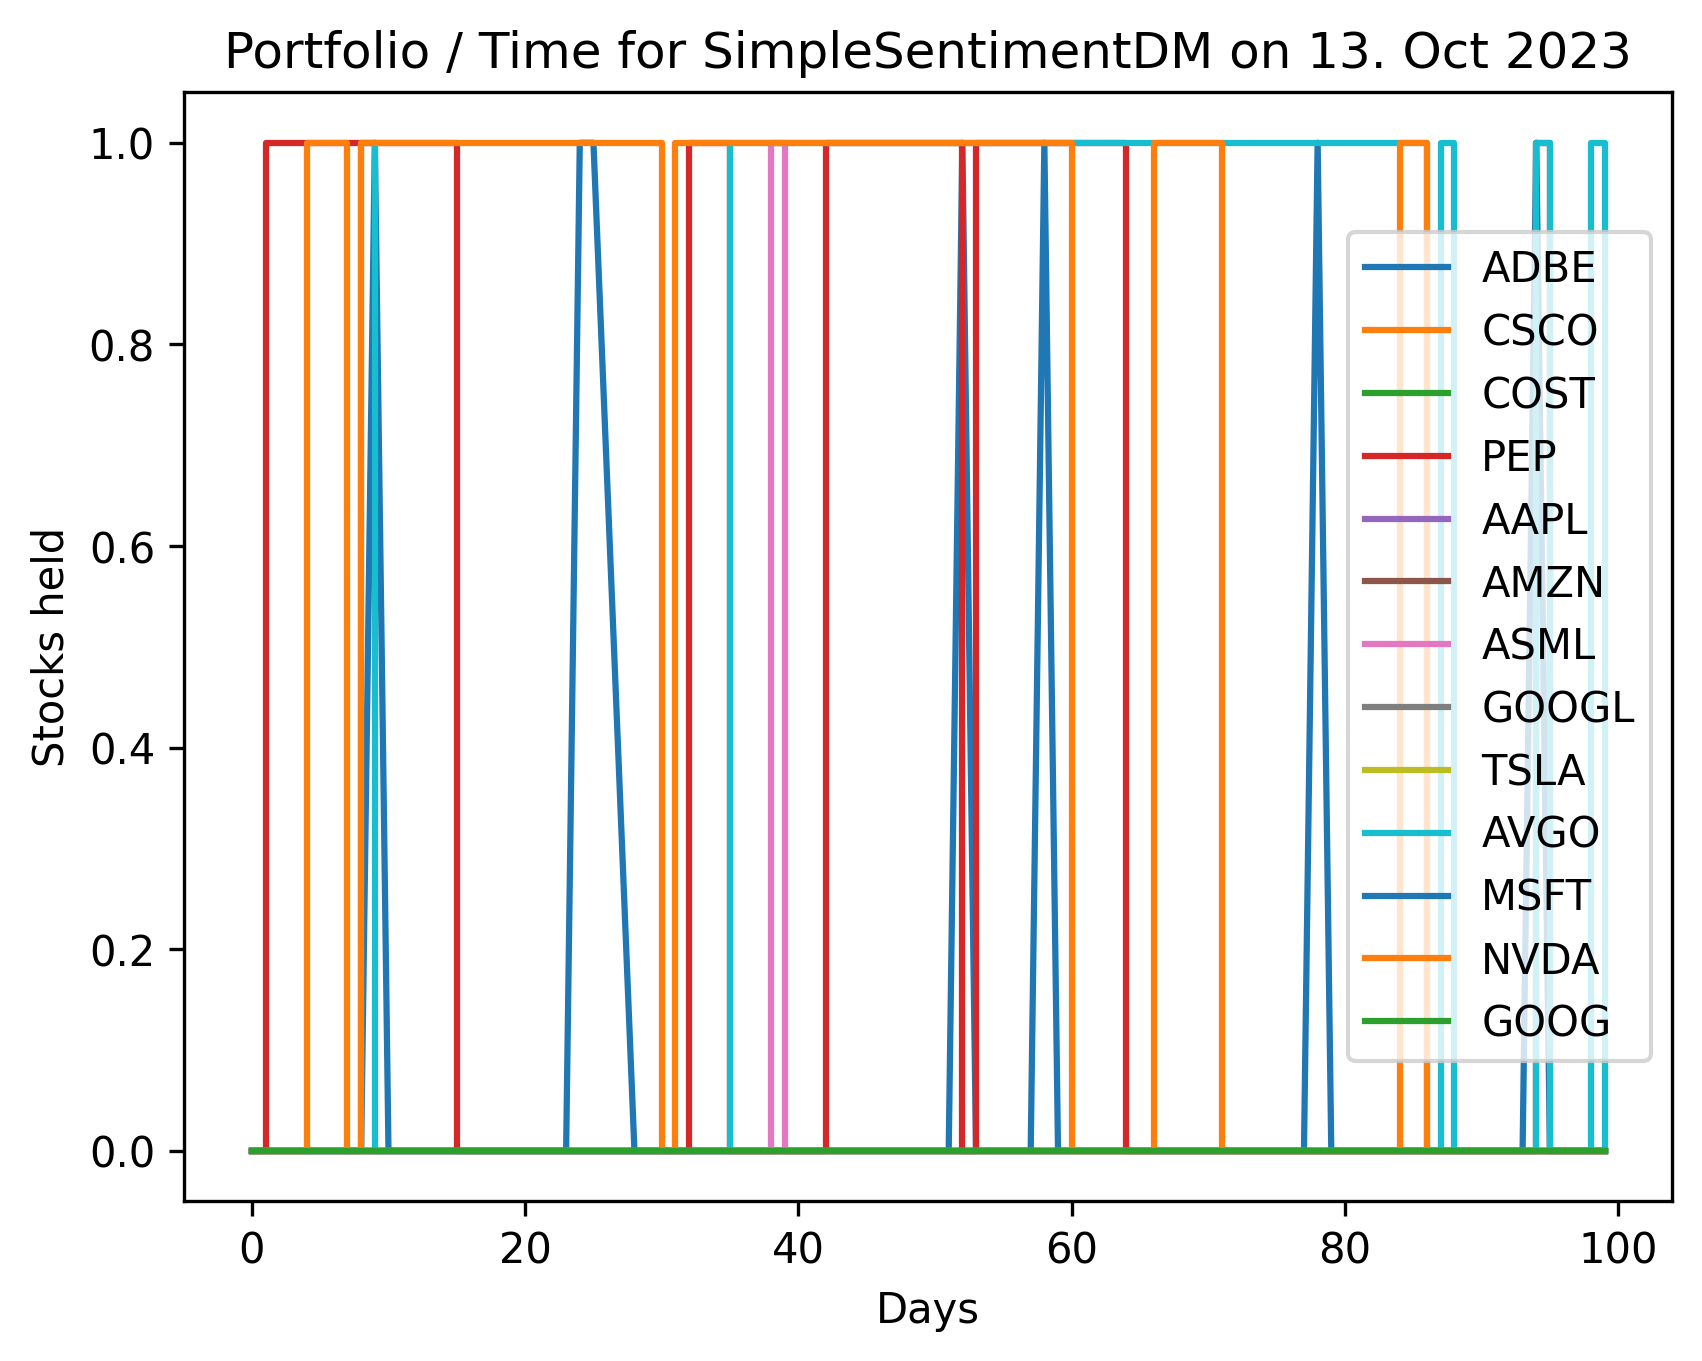 Portfolio / Time for SimpleSentimentDM on 13. Oct 2023
1.0
0.8
0.6
0.4
0.2
0.0
Stocks held
ADBE
CSCO
COST
PEP
AAPL
AMZN
ASML
GOOGL
TSLA
AVGO
MSFT
NVDA
GOOG
0 20 40 60 80 100
Days